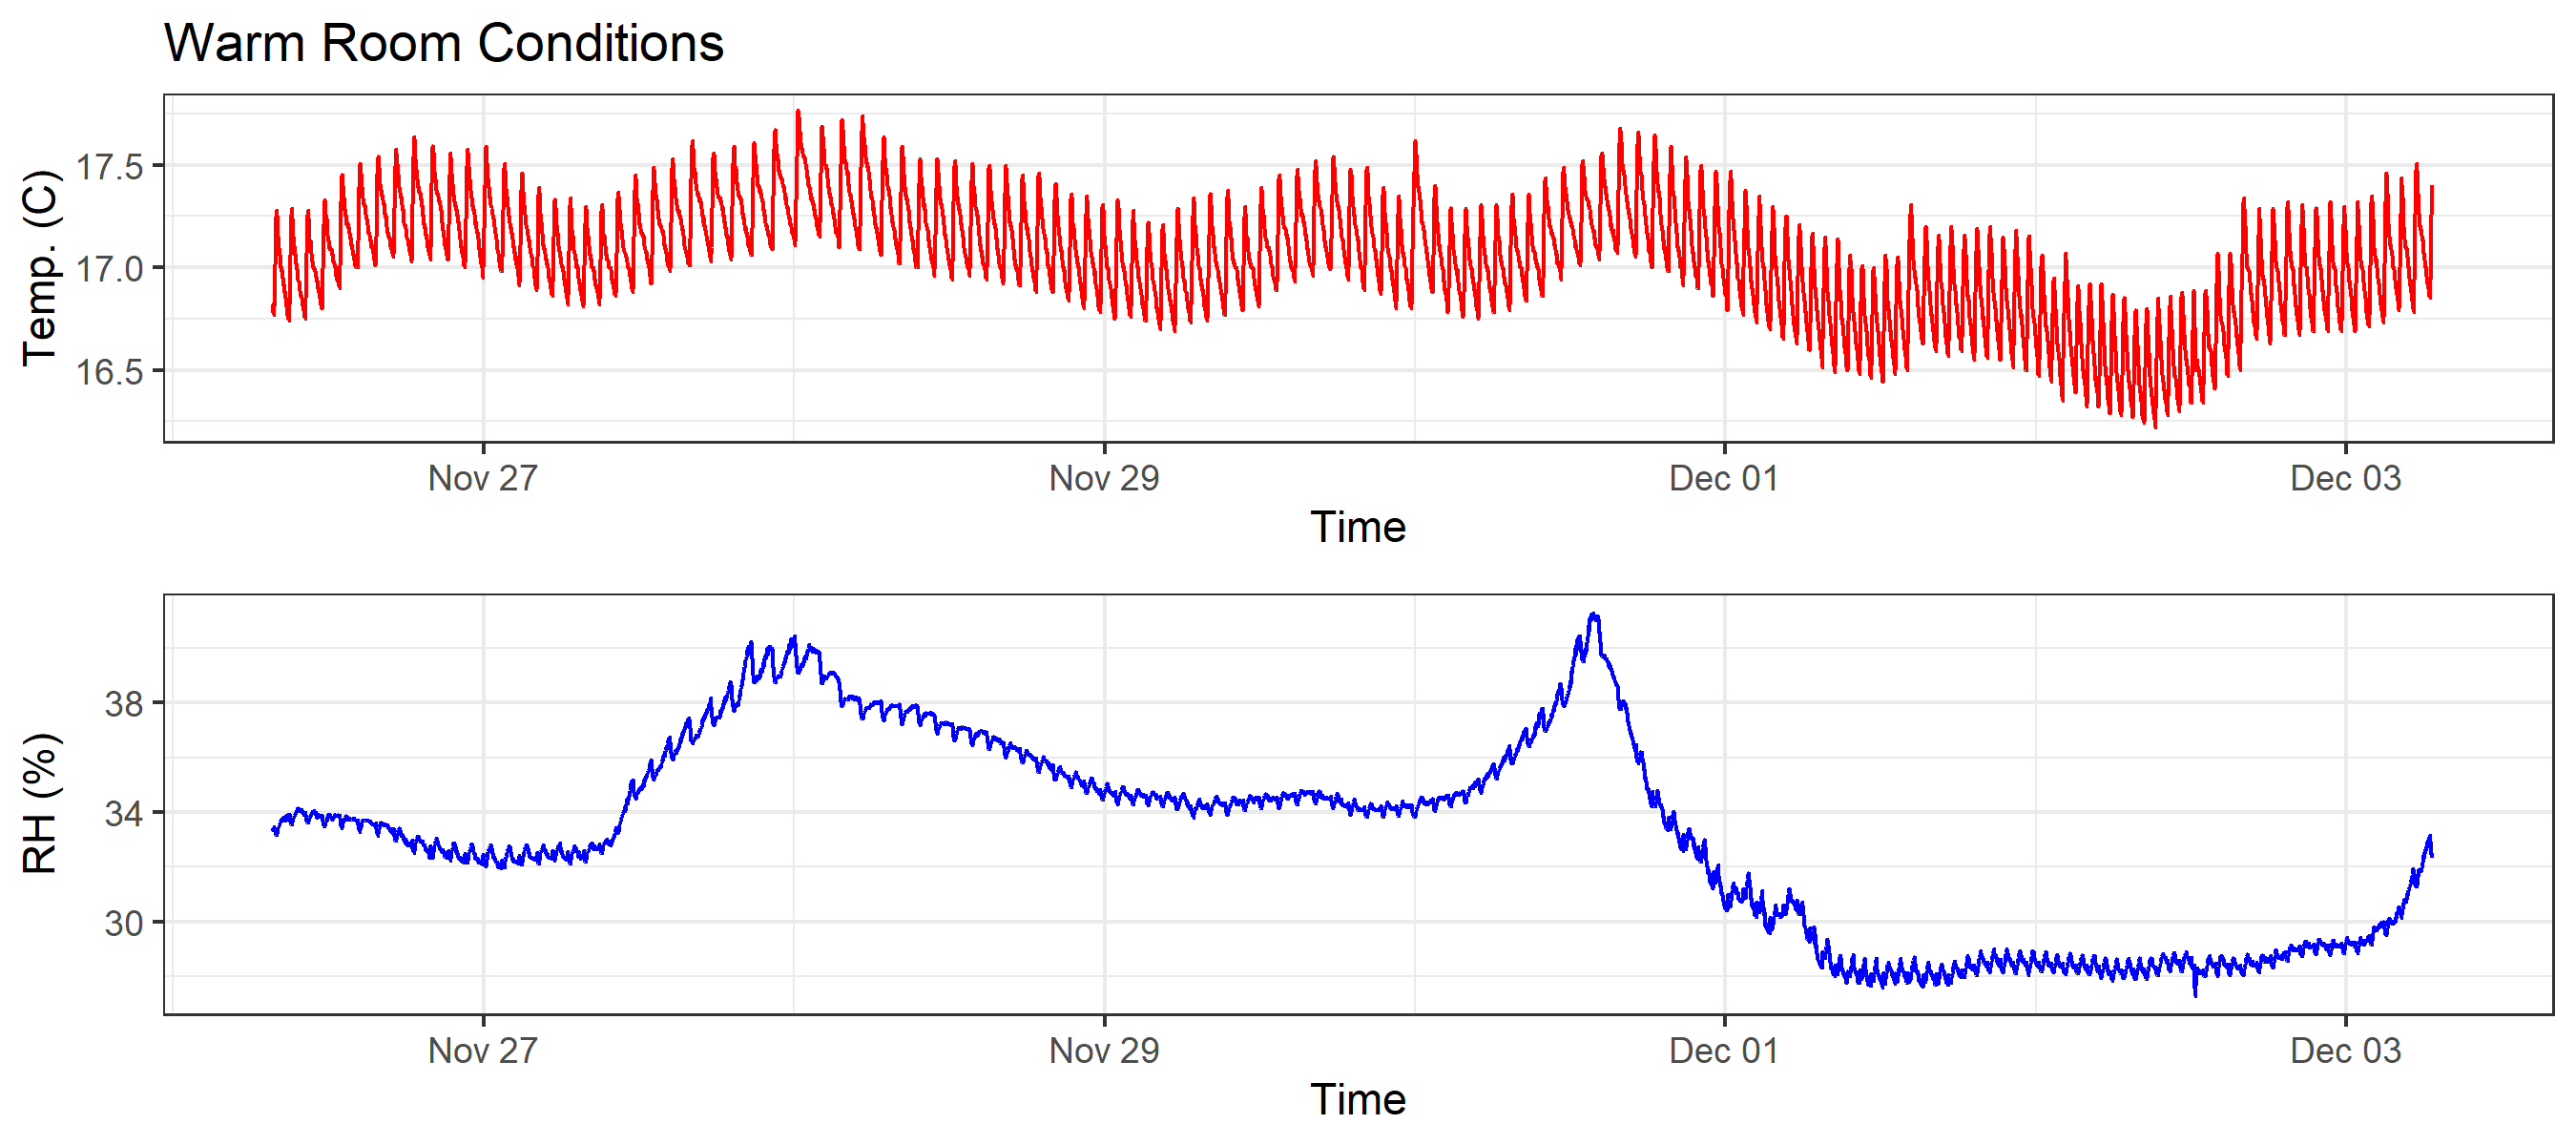 Warm Room Conditions
Temp. (C)
17.5
17.0
16.5
Nov 27 Nov 29 Dec 01 Dec 03
Time
RH (%)
38
34
30
Nov 27 Nov 29 Dec 01 Dec 03
Time